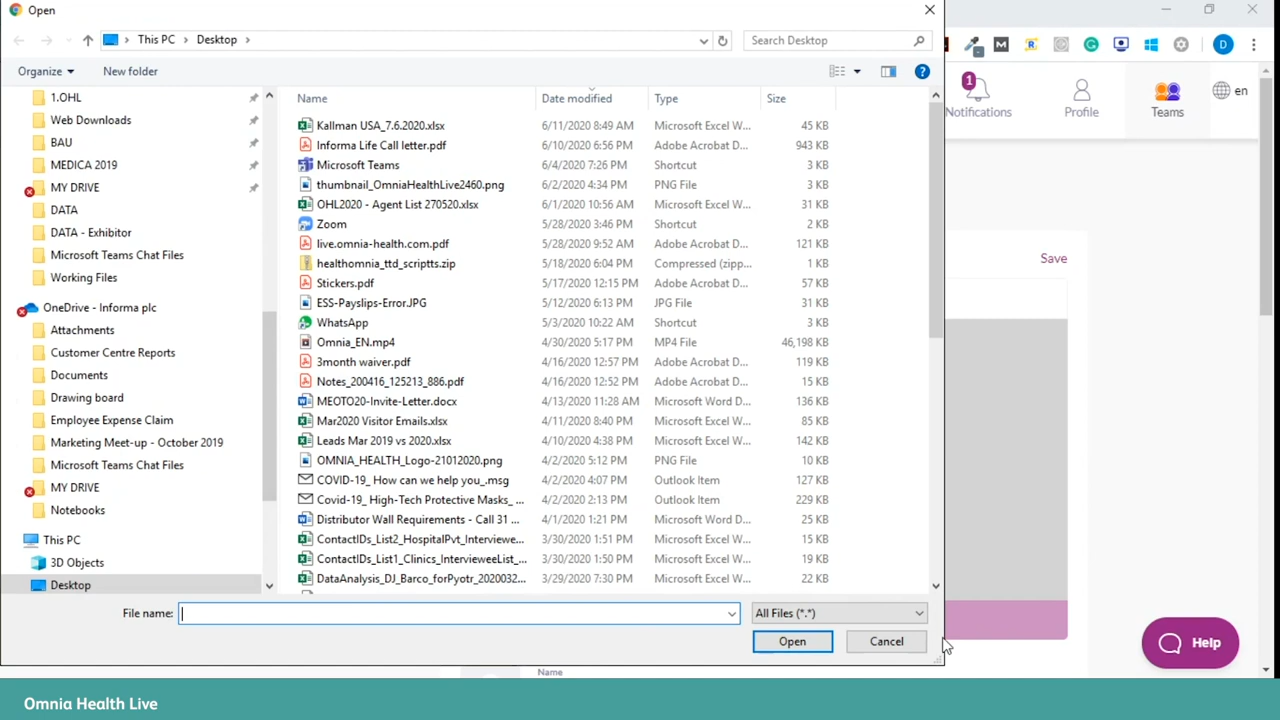 Open
This PC > Desktop >
Search Desktop
Organize
New folder
D
1
Notifications
Profile
Teams
en
Name
Date modified
Type
Size
1.OHL
Web Downloads
BAU
MEDICA 2019
MY DRIVE
DATA
DATA - Exhibitor
Microsoft Teams Chat Files
Working Files
OneDrive - Informa plc
Attachments
Customer Centre Reports
Documents
Drawing board
Employee Expense Claim
Marketing Meet-up - October 2019
Microsoft Teams Chat Files
MY DRIVE
Notebooks
This PC
3D Objects
Desktop
Kallman USA_7.6.2020.xlsx 6/11/2020 8:49 AM Microsoft Excel W... 45 KB
Informa Life Call letter.pdf 6/10/2020 6:56 PM Adobe Acrobat D... 943 KB
Microsoft Teams 6/4/2020 7:26 PM Shortcut 3 KB
thumbnail_OmniaHealthLive2460.png 6/2/2020 4:34 PM PNG File 3 KB
OHL2020 - Agent List 270520.xlsx 6/1/2020 10:56 AM Microsoft Excel W... 31 KB
Zoom 5/28/2020 3:46 PM Shortcut 2 KB
live.omnia-health.com.pdf 5/28/2020 9:52 AM Adobe Acrobat D... 121 KB
healthomnia_ttd_scriptts.zip 5/18/2020 6:04 PM Compressed (zipp... 1 KB
Stickers.pdf 5/17/2020 12:15 PM Adobe Acrobat D... 57 KB
ESS-Payslips-Error.JPG 5/12/2020 6:13 PM JPG File 31 KB
WhatsApp 5/3/2020 10:22 AM Shortcut 3 KB
Omnia_EN.mp4 4/30/2020 5:17 PM MP4 File 46,198 KB
3month waiver.pdf 4/16/2020 12:57 PM Adobe Acrobat D... 119 KB
Notes_200416_125213_886.pdf 4/16/2020 12:52 PM Adobe Acrobat D... 15 KB
MEOTO20-Invite-Letter.docx 4/13/2020 11:28 AM Microsoft Word D... 136 KB
Mar2020 Visitor Emails.xlsx 4/11/2020 8:40 PM Microsoft Excel W... 85 KB
Leads Mar 2019 vs 2020.xlsx 4/10/2020 4:38 PM Microsoft Excel W... 142 KB
OMNIA_HEALTH_Logo-21012020.png 4/2/2020 5:12 PM PNG File 10 KB
COVID-19_ How can we help you_.msg 4/2/2020 4:07 PM Outlook Item 127 KB
Covid-19_ High-Tech Protective Masks_ ... 4/2/2020 2:13 PM Outlook Item 229 KB
Distributor Wall Requirements - Call 31 ... 4/1/2020 1:21 PM Microsoft Word D... 25 KB
ContactIDs_List2_HospitalPvt_Interviewe... 3/30/2020 1:51 PM Microsoft Excel W... 15 KB
ContactIDs_List1_Clinics_IntervieweeList_... 3/30/2020 1:50 PM Microsoft Excel W... 19 KB
DataAnalysis_DJ_Barco_forPyotr_2020032... 3/29/2020 7:30 PM Microsoft Excel W... 22 KB
Save
File name:
All Files (*.*)
Open
Cancel
Help
Name
Omnia Health Live